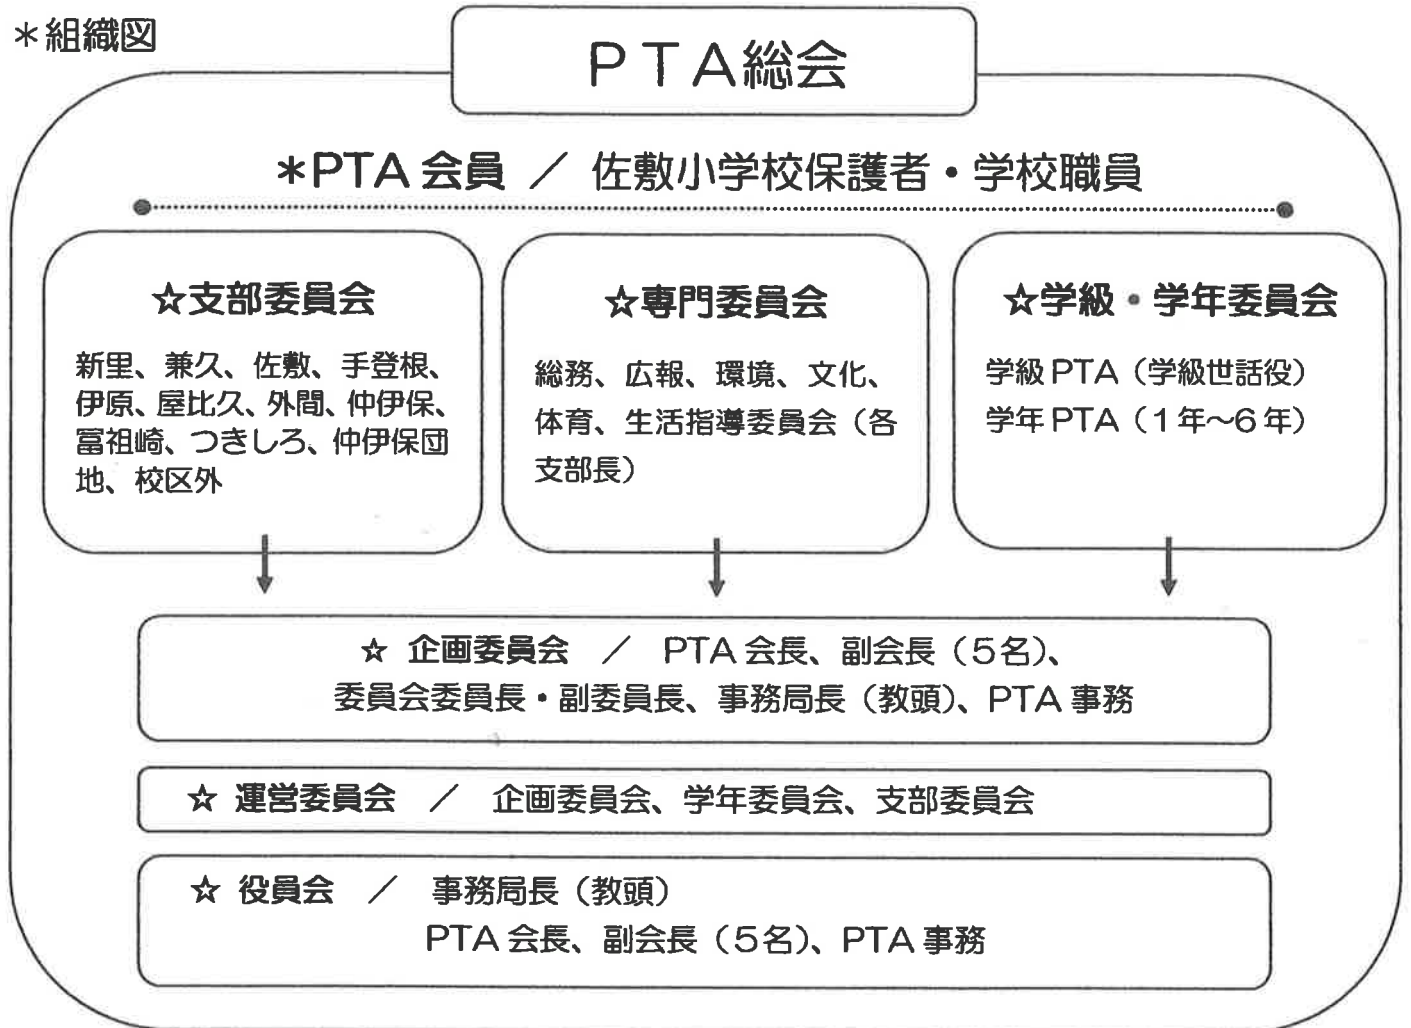 ＊組織図
ＰＴＡ総会
＊PTA 会員 ／ 佐敷小学校保護者・学校職員
☆支部委員会
新里、兼久、佐敷、手登根、
伊原、屋比久、外間、仲伊保、
冨祖崎、つきしろ、仲伊保団
地、校区外
☆専門委員会
総務、広報、環境、文化、
体育、生活指導委員会（各
支部長）
☆学級・学年委員会
学級 PTA（学級世話役）
学年 PTA（１年～６年）
☆ 企画委員会 ／ PTA 会長、副会長（５名）、
委員会委員長・副委員長、事務局長（教頭）、PTA 事務
☆ 運営委員会 ／ 企画委員会、学年委員会、支部委員会
☆ 役員会 ／ 事務局長（教頭）
PTA 会長、副会長（５名）、PTA 事務